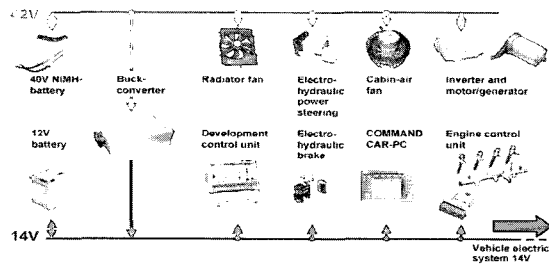 42V
40V NiMH-
battery
Buck-
converter
Radiator fan
Electro-
hydraulic
power
steering
Cabin-air
fan
Inverter and
motor/generator
12V
battery
Development
control unit
Electro-
hydraulic
brake
COMMAND
CAR-PC
Engine control
unit
14V
Vehicle electric
system 14V